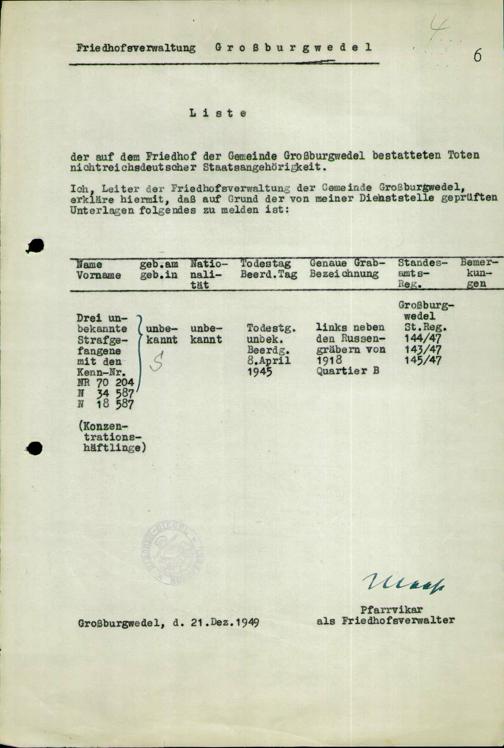 4
6
Friedhofsverwaltung Großburgwedel
Liste
der auf dem Friedhof der Gemeinde Großburgwedel bestatteten Toten
nichtreichsdeutscher Staatsangehörigkeit.
Ich, Leiter der Friedhofsverwaltung der Gemeinde Großburgwedel,
erkläre hiermit, daß auf Grund der von meiner Dienststelle geprüften
Unterlagen folgendes zu melden ist:
Name geb.am Natio- Todestag Genaue Grab- Standes- Bemer-
Vorname geb.in nali- Beerd.Tag Bezeichnung amts- kun-
tät Reg. gen
Großburg-
Drei un- wedel
bekannte unbe- unbe- Todestg. links neben St.Reg.
Strafge- kannt kannt unbek. den Russen- 144/47
fangene Beerdg. gräbern von 143/47
mit den S 8.April 1918 145/47
Kenn-Nr. 1945 Quartier B
NR 70 204
N 34 587
N 18 587
(Konzen-
trations-
häftlinge)
Maaß
Pfarrvikar
Großburgwedel, d. 21.Dez.1949 als Friedhofsverwalter